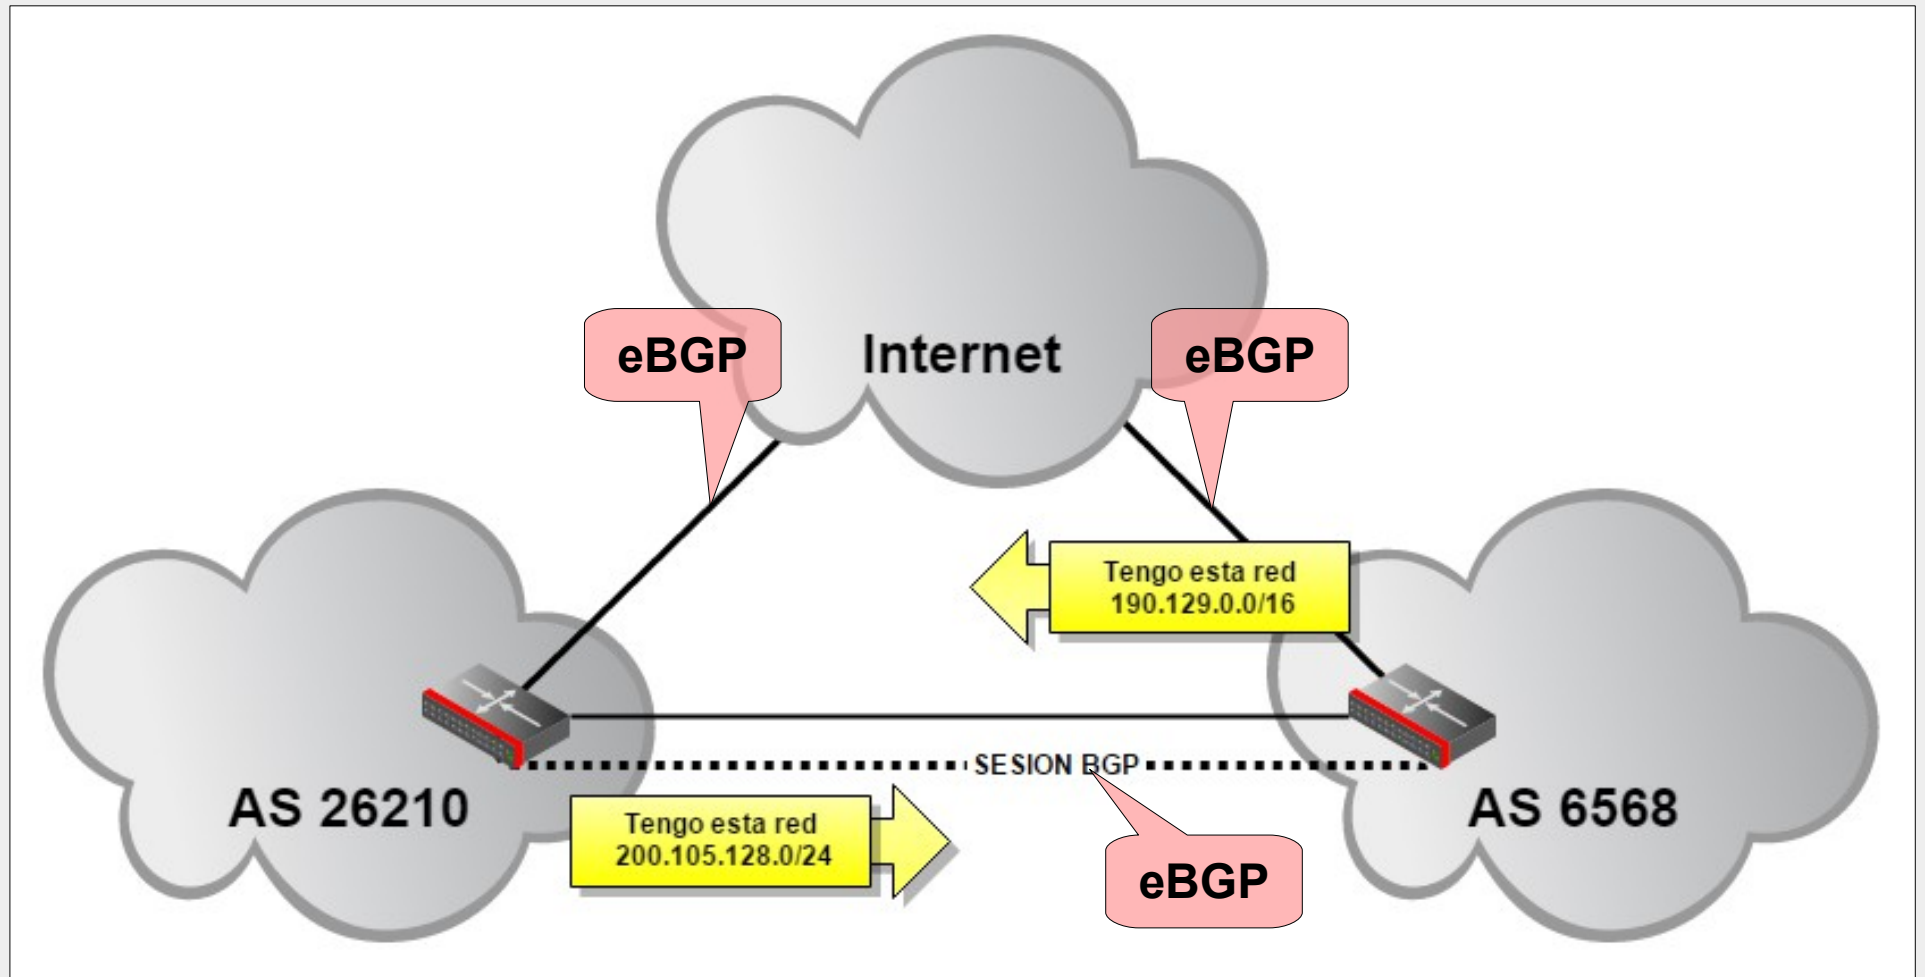 eBGP
Internet
eBGP
Tengo esta red
190.129.0.0/16
SESION BGP
AS 26210
AS 6568
Tengo esta red
200.105.128.0/24
eBGP